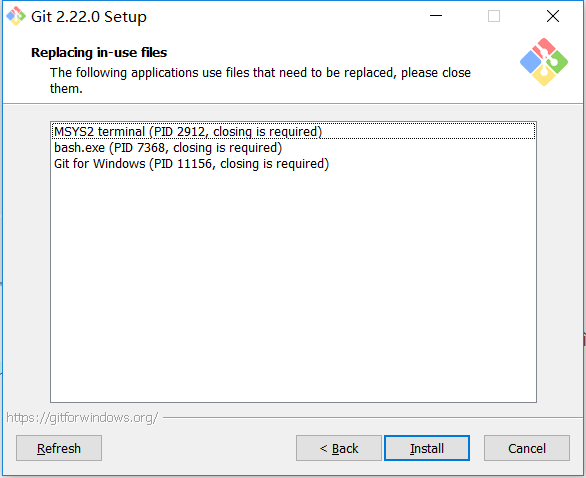 Git 2.22.0 Setup
Replacing in-use files
The following applications use files that need to be replaced, please close
them.
MSYS2 terminal (PID 2912, closing is required)
bash.exe (PID 7368, closing is required)
Git for Windows (PID 11156, closing is required)
https://gitforwindows.org/
Refresh < Back Install Cancel